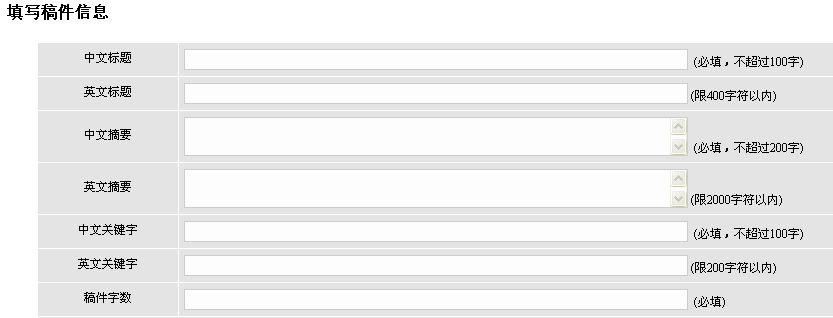 填写稿件信息
中文标题 (必填，不超过100字)
英文标题 (限400字符以内)
中文摘要 (必填，不超过200字)
英文摘要 (限2000字符以内)
中文关键字 (必填，不超过100字)
英文关键字 (限200字符以内)
稿件字数 (必填)